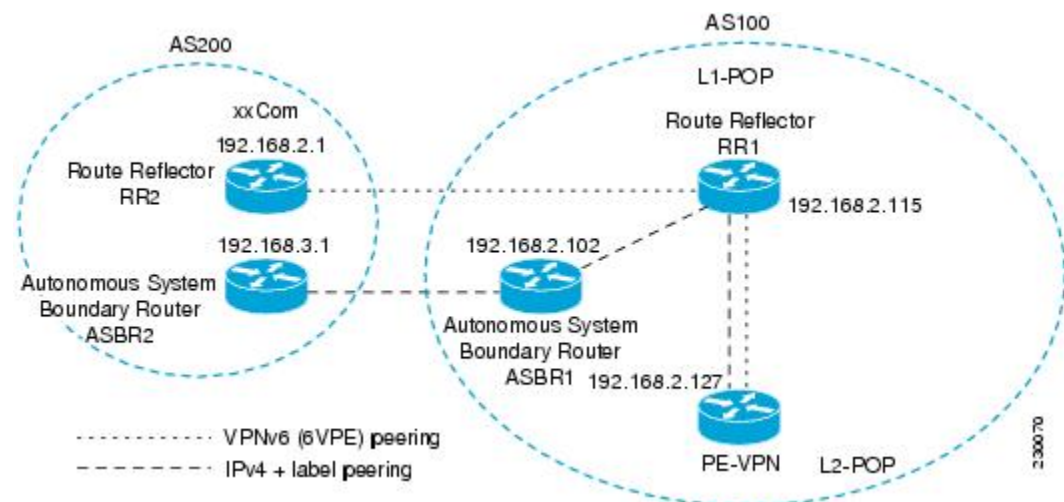 AS200
AS100
L1-POP
xxCom
192.168.2.1
Route Reflector
RR2
Route Reflector
RR1
192.168.2.115
192.168.3.1
192.168.2.102
Autonomous System
Boundary Router
ASBR2
Autonomous System
Boundary Router
ASBR1
192.168.2.127
VPNv6 (6VPE) peering
IPv4 + label peering
PE-VPN
L2-POP
230070